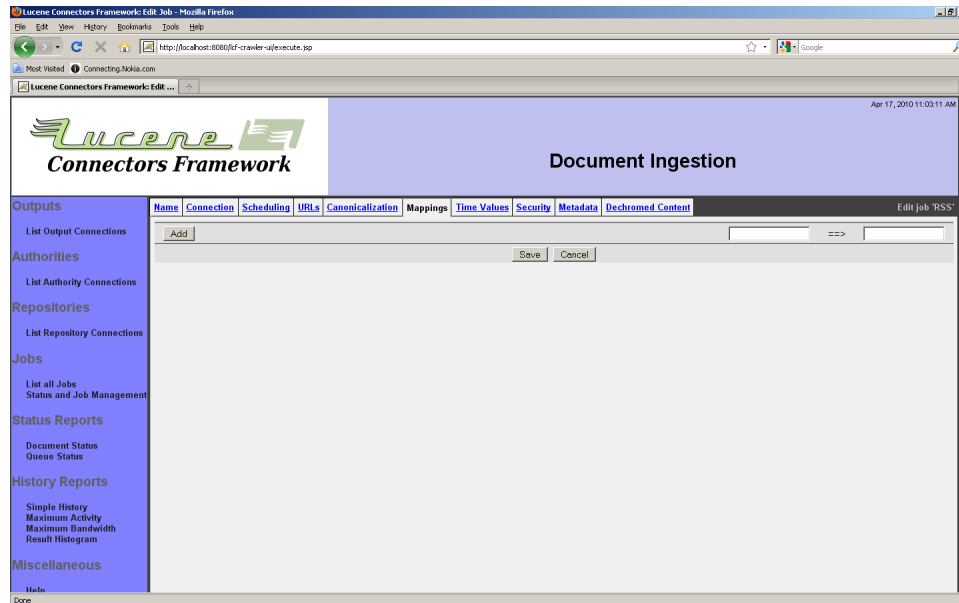 Lucene Connectors Framework: Edit Job - Mozilla Firefox
File Edit View History Bookmarks Tools Help
http://localhost:8080/lcf-crawler-ui/execute.jsp
Google
Most Visited Connecting.Nokia.com
Lucene Connectors Framework: Edit ...
Apr 17, 2010 11:03:11 AM
Lucene
Connectors Framework
Document Ingestion
Outputs
Name Connection Scheduling URLs Canonicalization Mappings Time Values Security Metadata Dechromed Content Edit job 'RSS'
List Output Connections
Add ==>
Save Cancel
Authorities
List Authority Connections
Repositories
List Repository Connections
Jobs
List all Jobs
Status and Job Management
Status Reports
Document Status
Queue Status
History Reports
Simple History
Maximum Activity
Maximum Bandwidth
Result Histogram
Miscellaneous
Help
Done